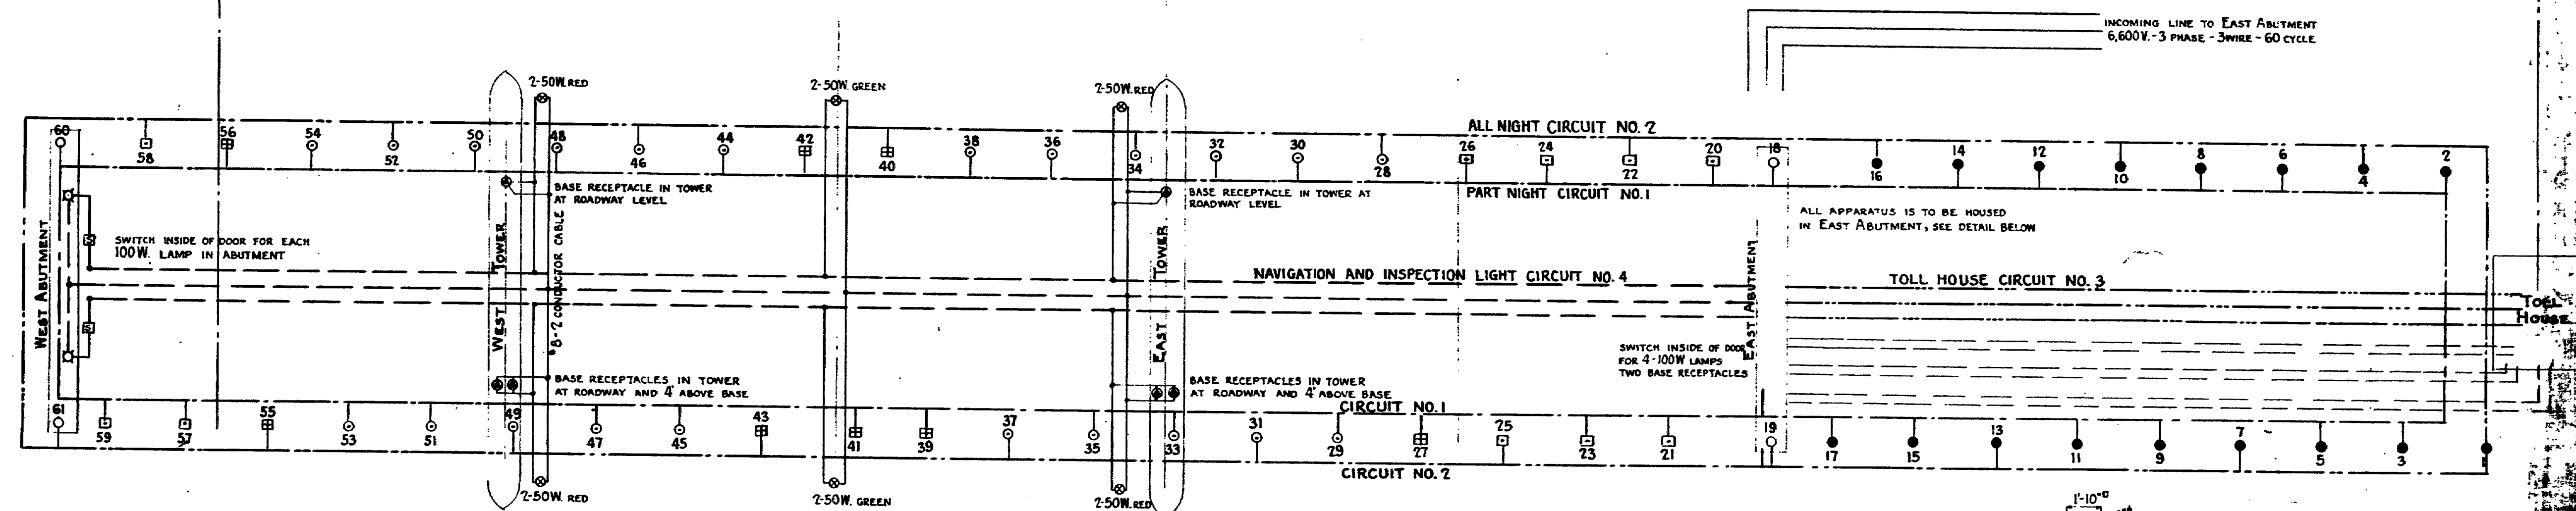 INCOMING LINE TO EAST ABUTMENT
6,600V.-3 PHASE-3WIRE-60 CYCLE
2-50W. RED
2-50W. GREEN
2-50W. RED
ALL NIGHT CIRCUIT NO. 2
60
58
56
54
52
50
48
46
44
42
40
38
36
34
32
30
28
26
24
22
20
18
16
14
12
10
8
6
4
2
PART NIGHT CIRCUIT NO. 1
BASE RECEPTACLE IN TOWER
AT ROADWAY LEVEL
BASE RECEPTACLE IN TOWER AT
ROADWAY LEVEL
ALL APPARATUS IS TO BE HOUSED
IN EAST ABUTMENT, SEE DETAIL BELOW
WEST ABUTMENT
S
SWITCH INSIDE OF DOOR FOR EACH
100W. LAMP IN ABUTMENT
S
WEST TOWER
8-2 CONDUCTOR CABLE
EAST TOWER
NAVIGATION AND INSPECTION LIGHT CIRCUIT NO. 4
EAST ABUTMENT
TOLL HOUSE CIRCUIT NO. 3
TOLL
HOUSE
SWITCH INSIDE OF DOOR
FOR 4-100W LAMPS
TWO BASE RECEPTACLES
BASE RECEPTACLES IN TOWER
AT ROADWAY AND 4' ABOVE BASE
BASE RECEPTACLES IN TOWER
AT ROADWAY AND 4' ABOVE BASE
CIRCUIT NO. 1
61
59
57
55
53
51
49
47
45
43
41
39
37
35
33
31
29
27
25
23
21
19
17
15
13
11
9
7
5
3
1
CIRCUIT NO. 2
2-50W. RED
2-50W. GREEN
2-50W. RED
1'-10"